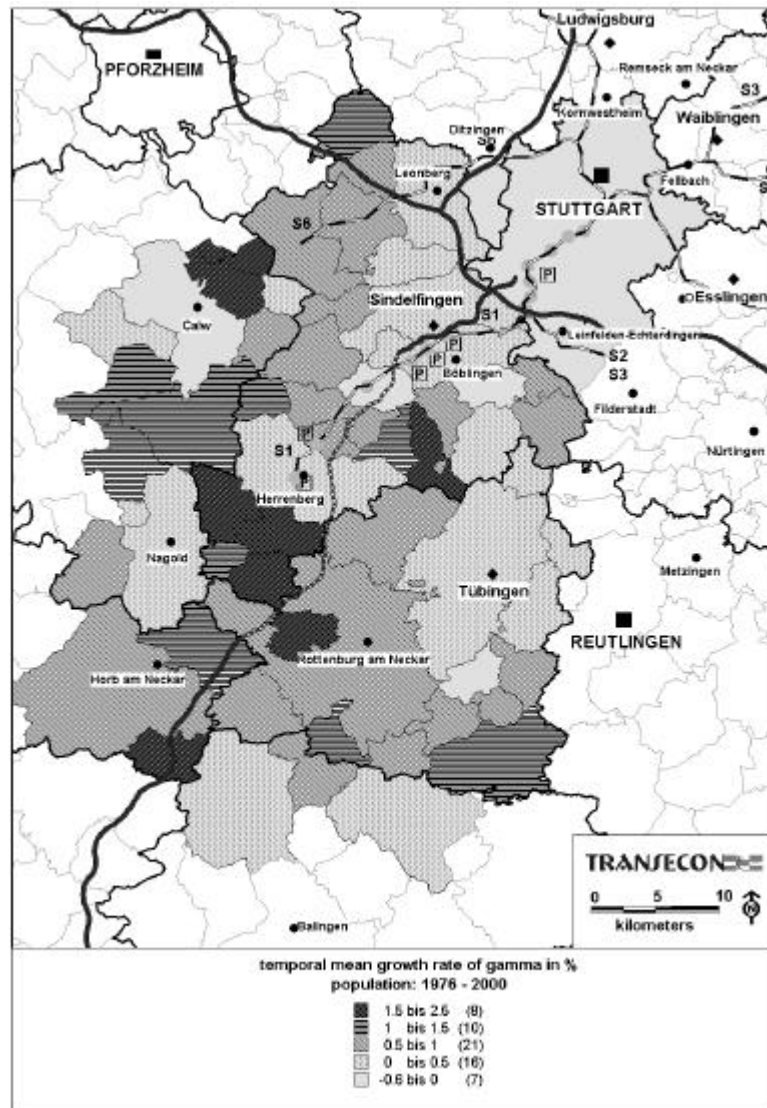 Ludwigsburg
PFORZHEIM
Remseck am Neckar
S3
Kornwestheim
Waiblingen
Ditzingen
S6
Leonberg
Fellbach
STUTTGART
S6
P
Esslingen
Sindelfingen
Calw
S1
Leinfelden-Echterdingen
P
P
P
Böblingen
S2
S3
Filderstadt
Nürtingen
P
S1
Herrenberg
P
Nagold
Metzingen
Tübingen
REUTLINGEN
Rottenburg am Neckar
Horb am Neckar
TRANSECON
0 5 10
kilometers
N
Balingen
temporal mean growth rate of gamma in %
population: 1976 - 2000
1.5 bis 2.5 (8)
1 bis 1.5 (10)
0.5 bis 1 (21)
0 bis 0.5 (16)
-0.6 bis 0 (7)